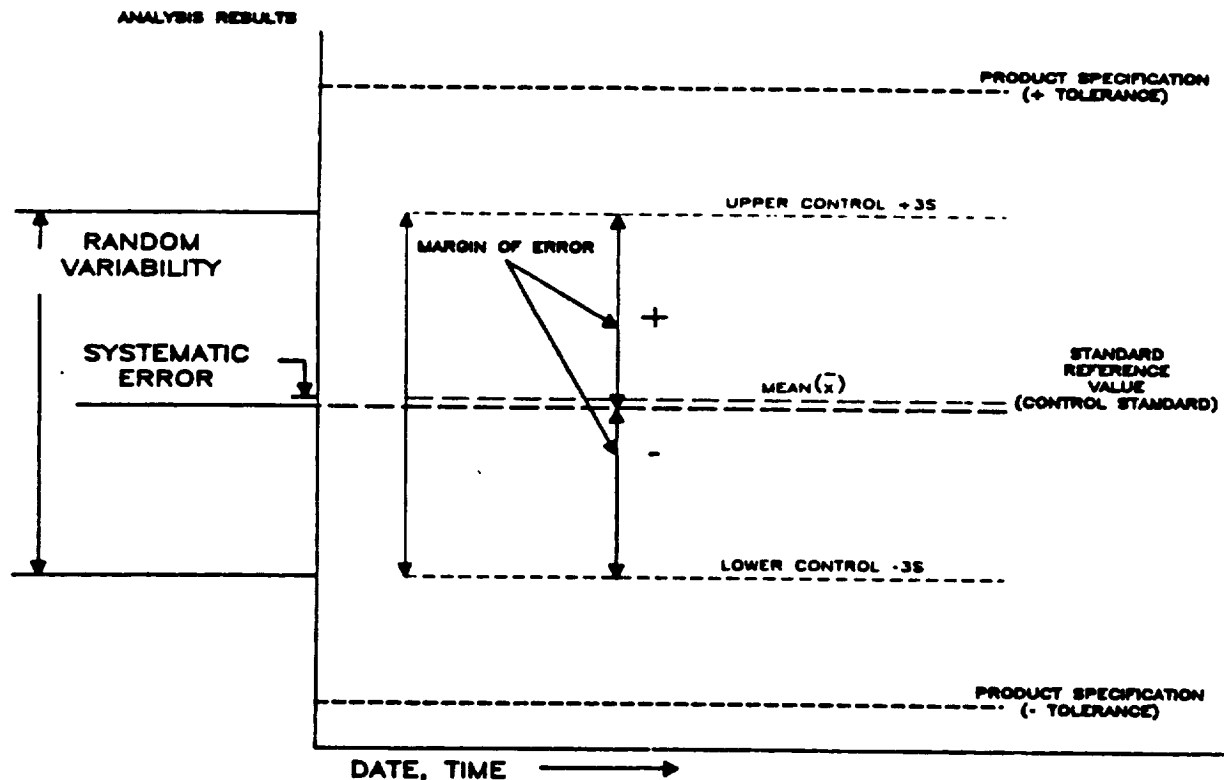 ANALYSIS RESULTS
PRODUCT SPECIFICATION
(+ TOLERANCE)
UPPER CONTROL +3S
RANDOM
VARIABILITY
MARGIN OF ERROR
+
SYSTEMATIC
ERROR
MEAN(x̄)
STANDARD
REFERENCE
VALUE
(CONTROL STANDARD)
-
LOWER CONTROL -3S
PRODUCT SPECIFICATION
(- TOLERANCE)
DATE, TIME